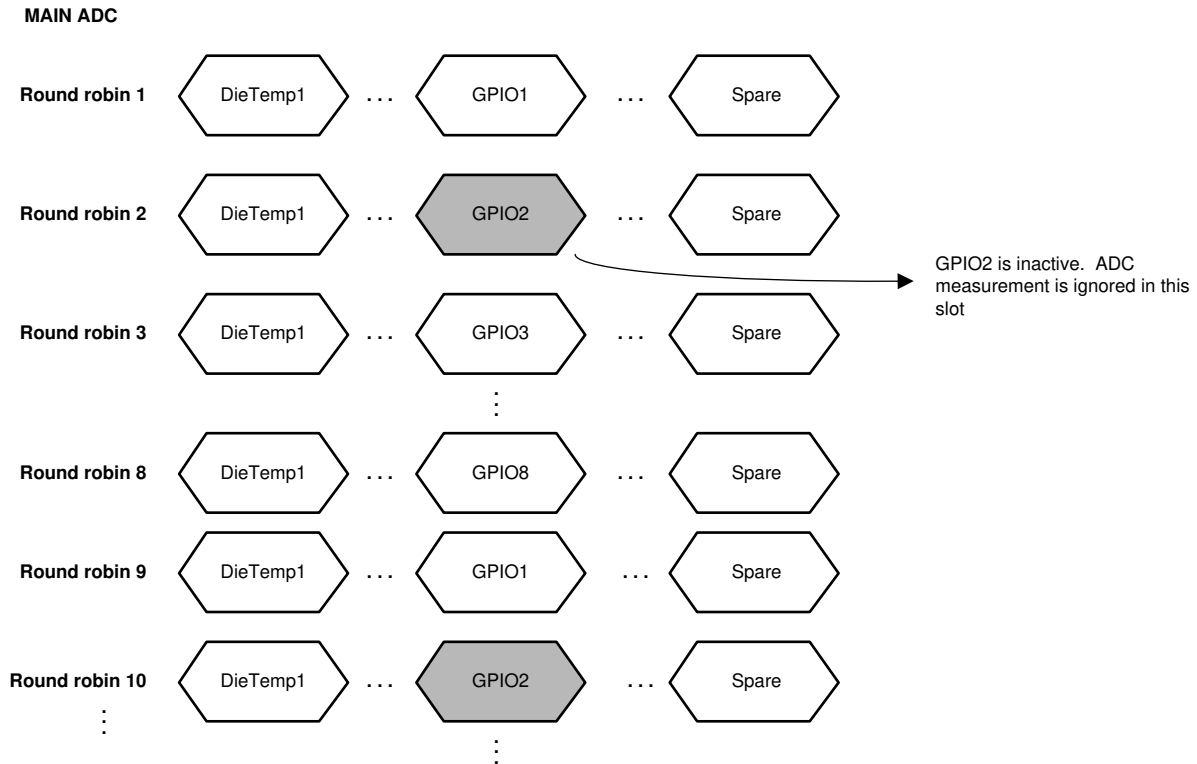 MAIN ADC
Round robin 1 DieTemp1 ... GPIO1 ... Spare
Round robin 2 DieTemp1 ... GPIO2 ... Spare
GPIO2 is inactive. ADC
measurement is ignored in this
slot
Round robin 3 DieTemp1 ... GPIO3 ... Spare
Round robin 8 DieTemp1 ... GPIO8 ... Spare
Round robin 9 DieTemp1 ... GPIO1 ... Spare
Round robin 10 DieTemp1 ... GPIO2 ... Spare